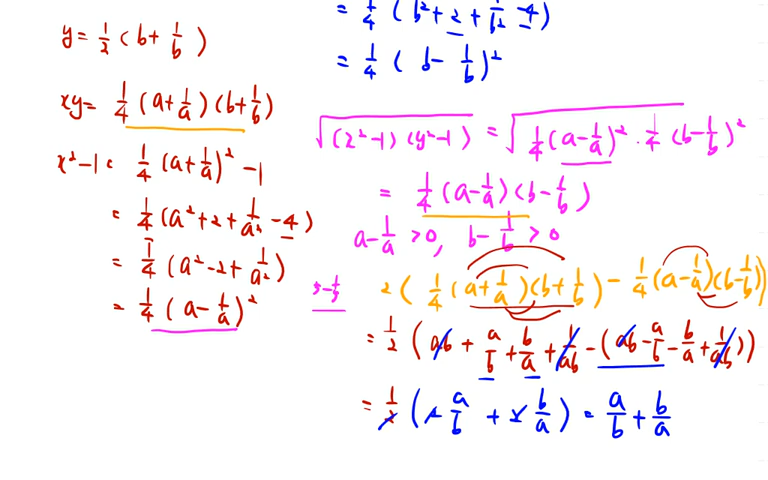 = 1/4 (b² + 2 + 1/b² - 4)
y = 1/2 (b + 1/b)
= 1/4 (b - 1/b)²
xy = 1/4 (a + 1/a)(b + 1/b)
√(x²-1)(y²-1) = √1/4 (a - 1/a)² · 1/4 (b - 1/b)²
x² - 1 = 1/4 (a + 1/a)² - 1
= 1/4 (a - 1/a)(b - 1/b)
= 1/4 (a² + 2 + 1/a² - 4)
a - 1/a > 0, b - 1/b > 0
= 1/4 (a² - 2 + 1/a²)
2 ( 1/4 (a + 1/a)(b + 1/b) - 1/4 (a - 1/a)(b - 1/b))
= 1/4 (a - 1/a)²
= 1/2 (ab + a/b + b/a + 1/ab - (ab - a/b - b/a + 1/ab))
= 1/2 (2 a/b + 2 b/a) = a/b + b/a